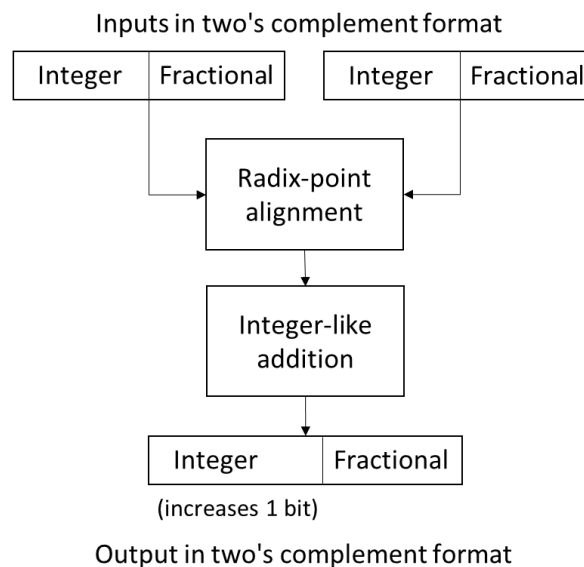 Inputs in two's complement format
Integer Fractional Integer Fractional
Radix-point
alignment
Integer-like
addition
Integer Fractional
(increases 1 bit)
Output in two's complement format